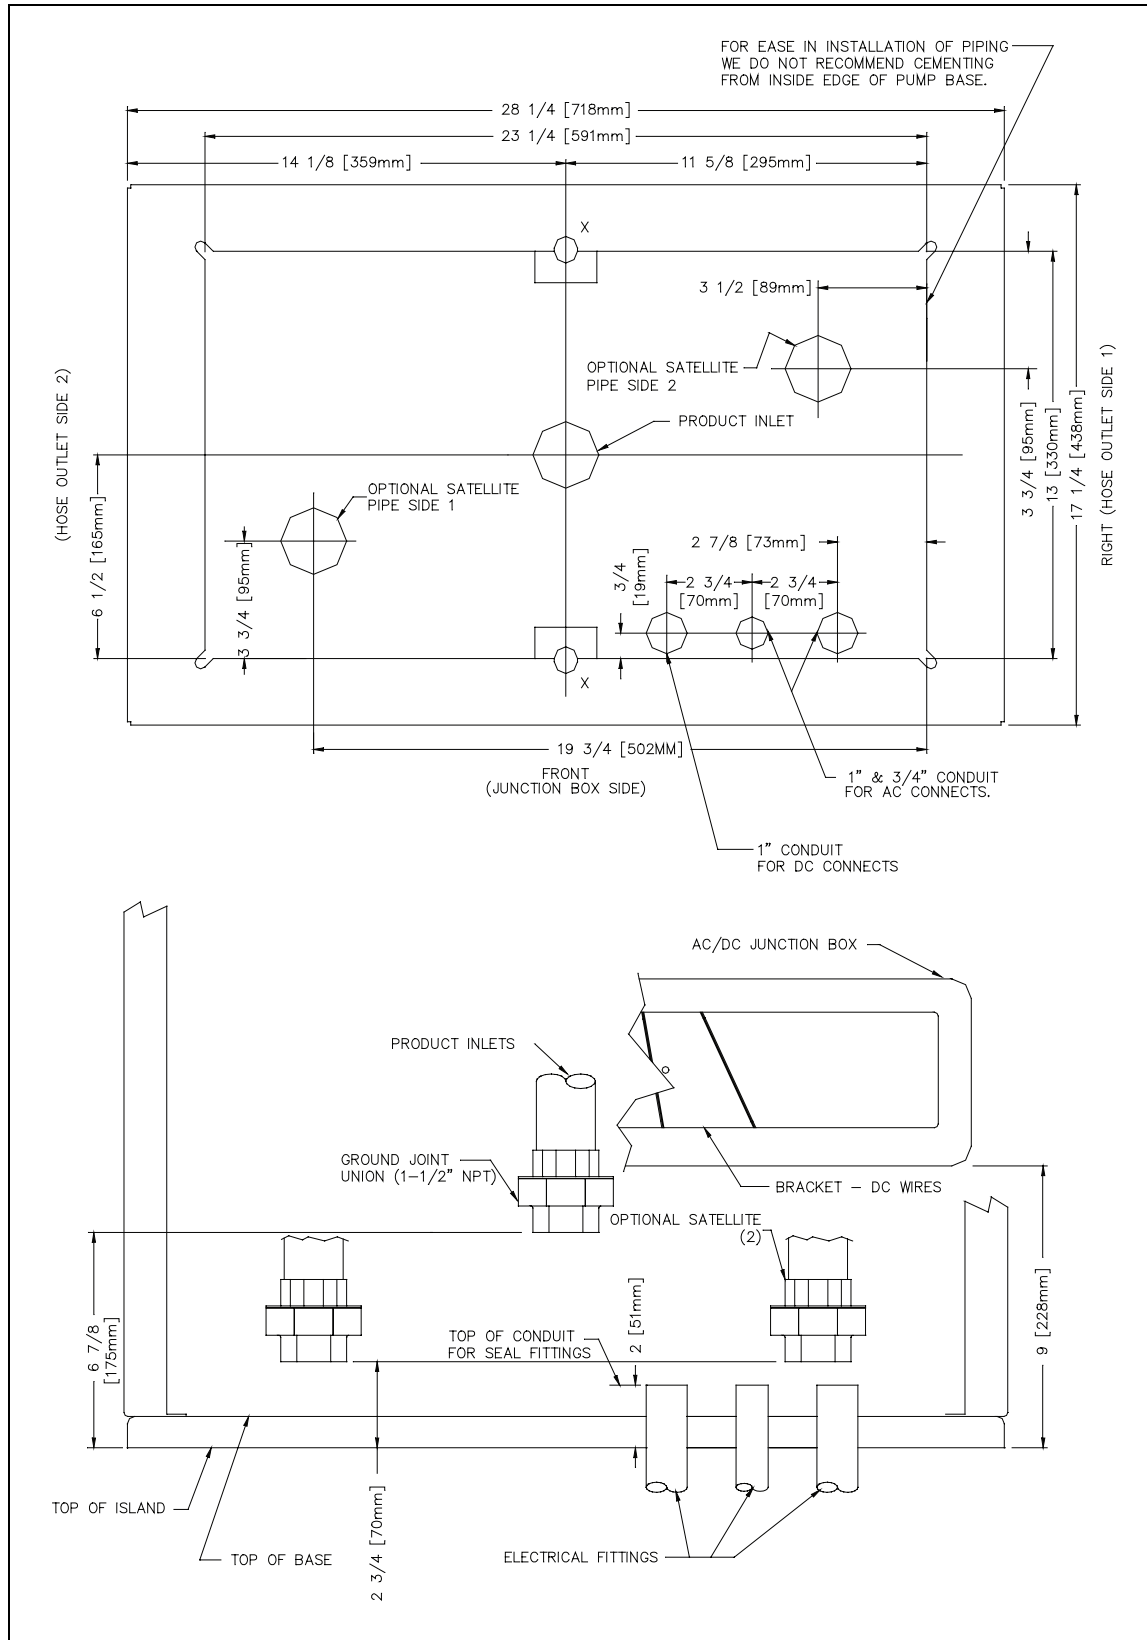 FOR EASE IN INSTALLATION OF PIPING
WE DO NOT RECOMMEND CEMENTING
FROM INSIDE EDGE OF PUMP BASE.
28 1/4 [718mm]
23 1/4 [591mm]
14 1/8 [359mm]
11 5/8 [295mm]
X
3 1/2 [89mm]
OPTIONAL SATELLITE
PIPE SIDE 2
PRODUCT INLET
(HOSE OUTLET SIDE 2)
6 1/2 [165mm]
OPTIONAL SATELLITE
PIPE SIDE 1
3 3/4 [95mm]
3 3/4 [95mm]
13 [330mm]
17 1/4 [438mm]
RIGHT (HOSE OUTLET SIDE 1)
2 7/8 [73mm]
3/4
[19mm]
2 3/4
[70mm]
2 3/4
[70mm]
X
19 3/4 [502MM]
FRONT
(JUNCTION BOX SIDE)
1" & 3/4" CONDUIT
FOR AC CONNECTS.
1" CONDUIT
FOR DC CONNECTS
AC/DC JUNCTION BOX
PRODUCT INLETS
GROUND JOINT
UNION (1-1/2" NPT)
BRACKET - DC WIRES
OPTIONAL SATELLITE
(2)
6 7/8
[175mm]
TOP OF CONDUIT
FOR SEAL FITTINGS
2 [51mm]
9 [228mm]
TOP OF ISLAND
TOP OF BASE
2 3/4 [70mm]
ELECTRICAL FITTINGS